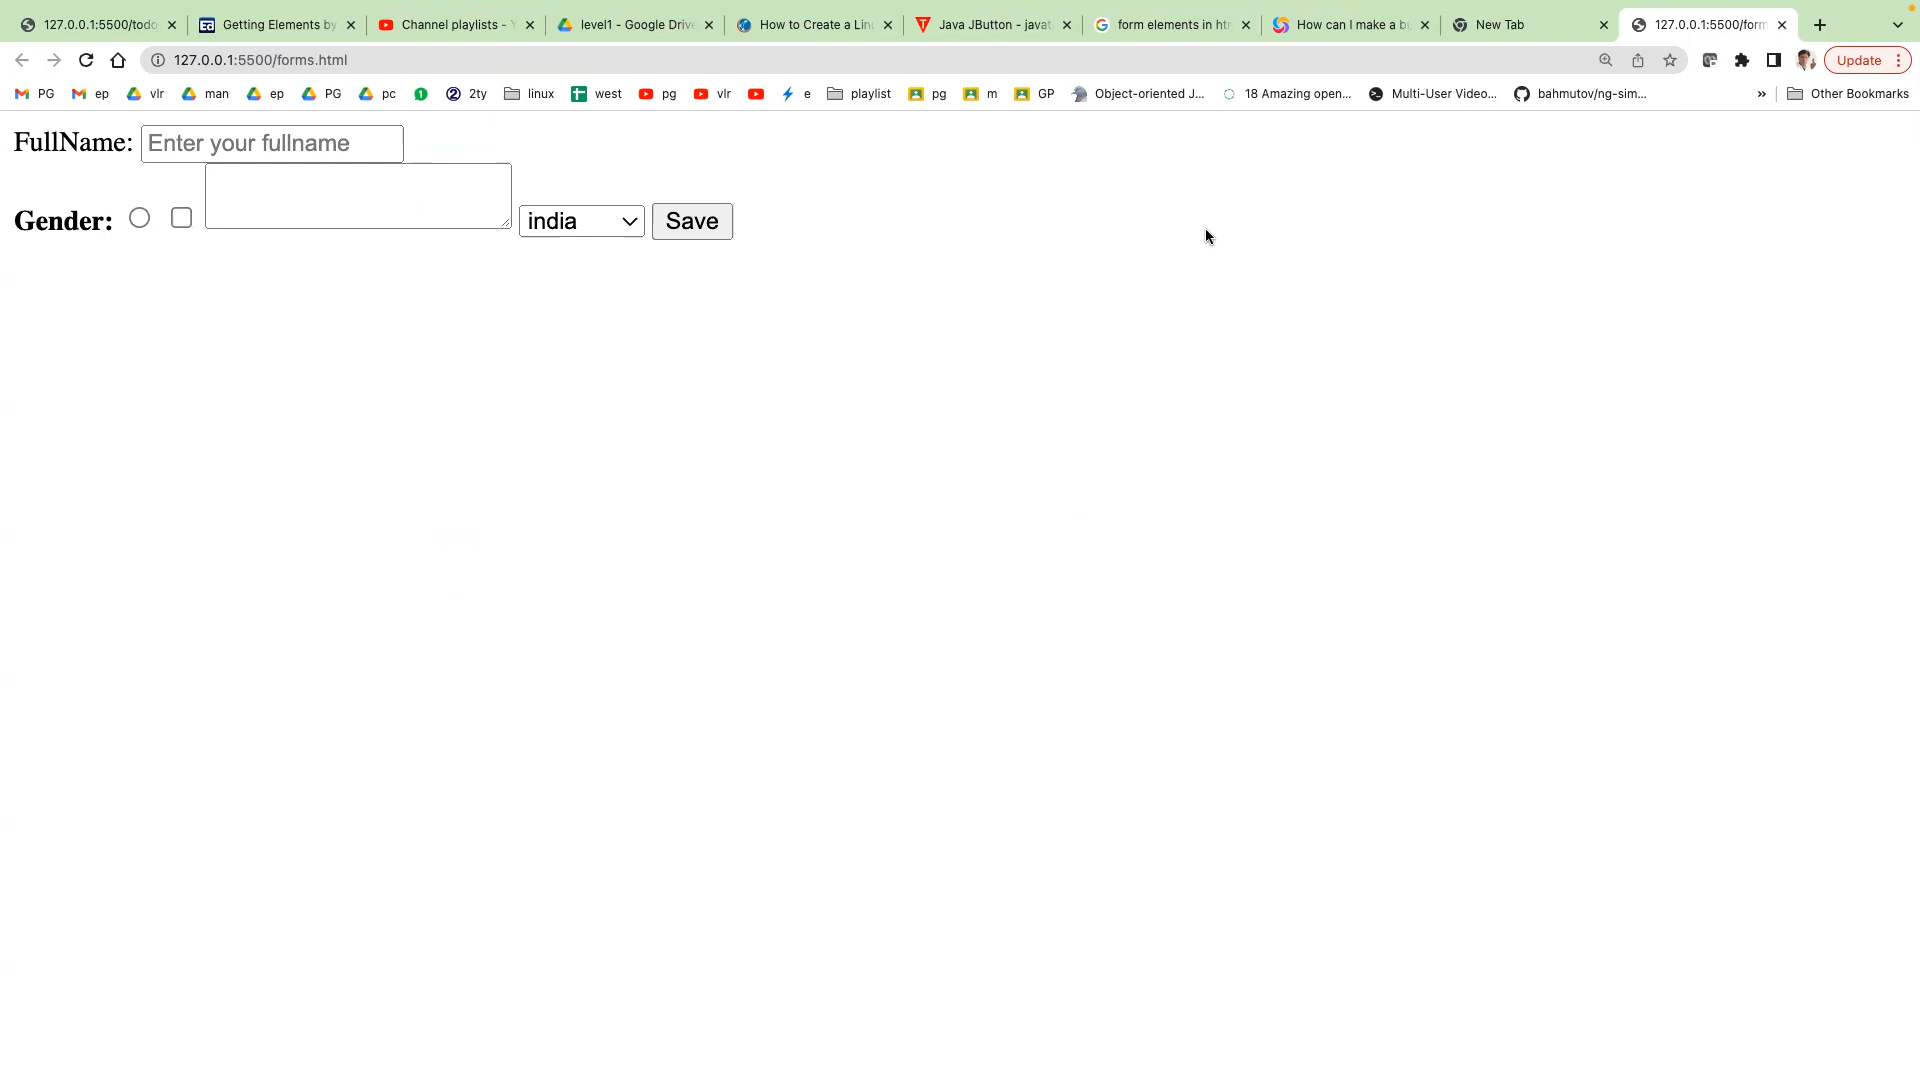 127.0.0.1:5500/todo
Getting Elements by
Channel playlists - Y
level1 - Google Drive
How to Create a Lin
Java JButton - javat
form elements in htm
How can I make a bu
New Tab
127.0.0.1:5500/form
127.0.0.1:5500/forms.html
Update
PG ep vlr man ep PG pc 1 2ty linux west pg vlr e playlist pg m GP Object-oriented J... 18 Amazing open... Multi-User Video... bahmutov/ng-sim... » Other Bookmarks
FullName: Enter your fullname
Gender: india Save